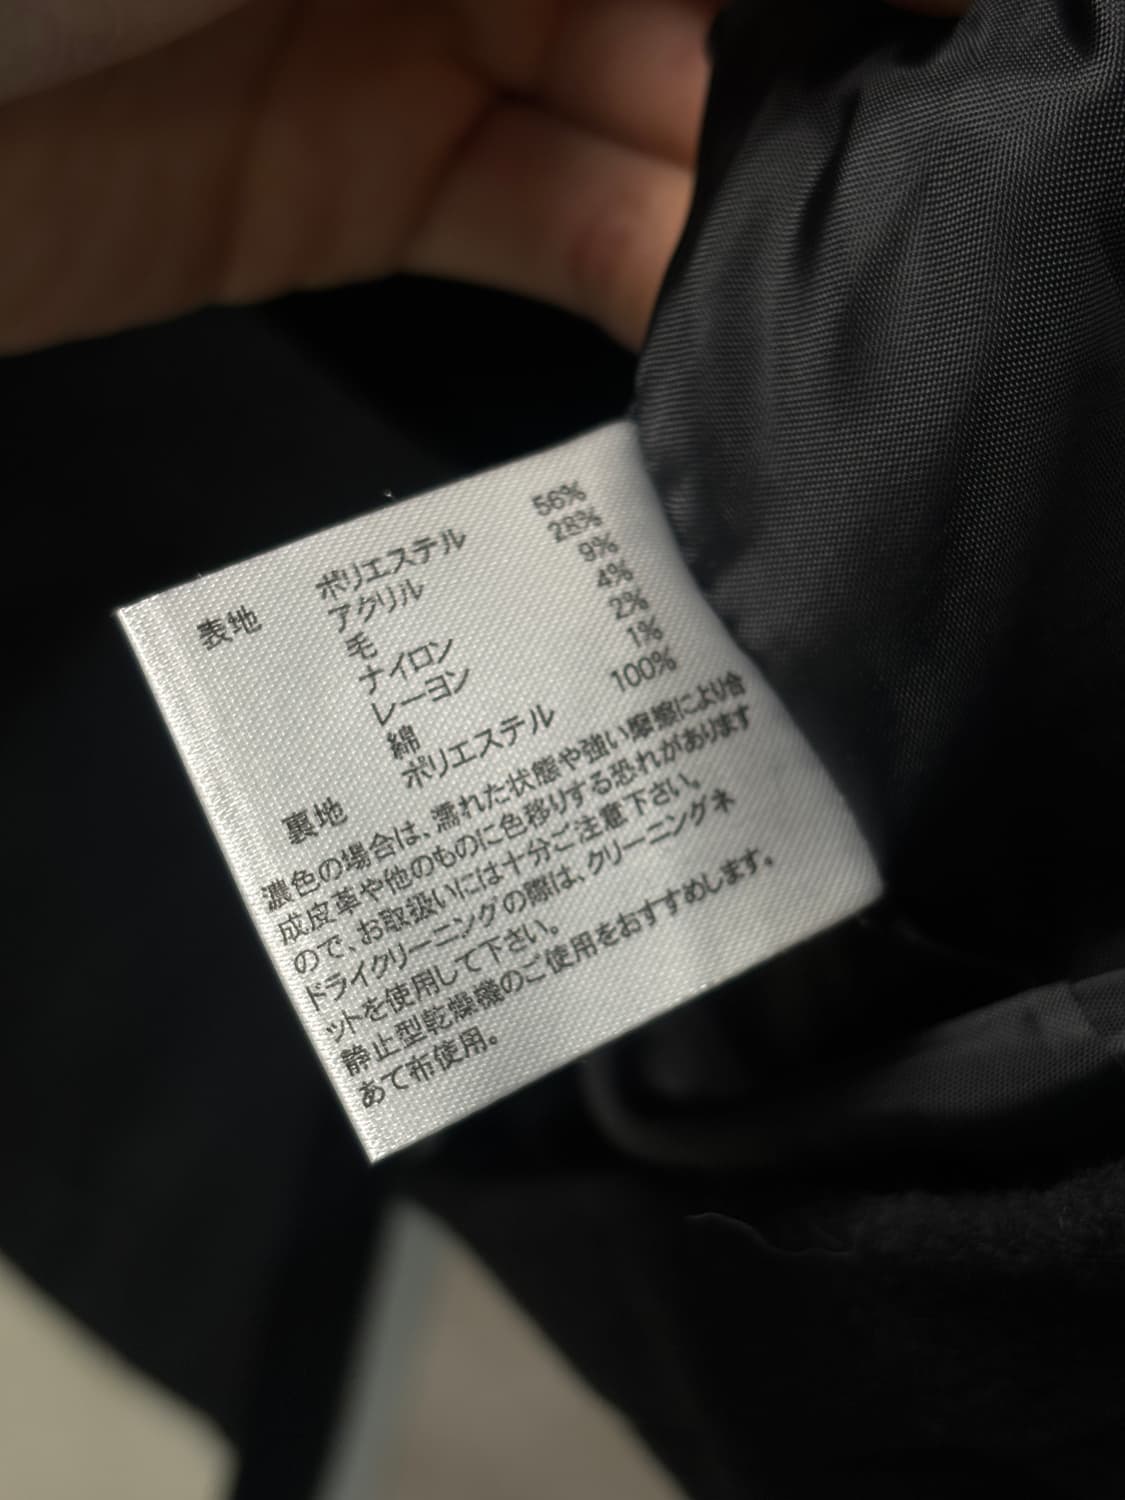 表地 ポリエステル 56%
アクリル 28%
毛 9%
ナイロン 4%
レーヨン 2%
綿 1%
裏地 ポリエステル 100%
濃色の場合は、濡れた状態や強い摩擦により合
成皮革や他のものに色移りする恐れがあります
ので、お取扱いには十分ご注意下さい。
ドライクリーニングの際は、クリーニングネ
ットを使用して下さい。
静止型乾燥機のご使用をおすすめします。
あて布使用。